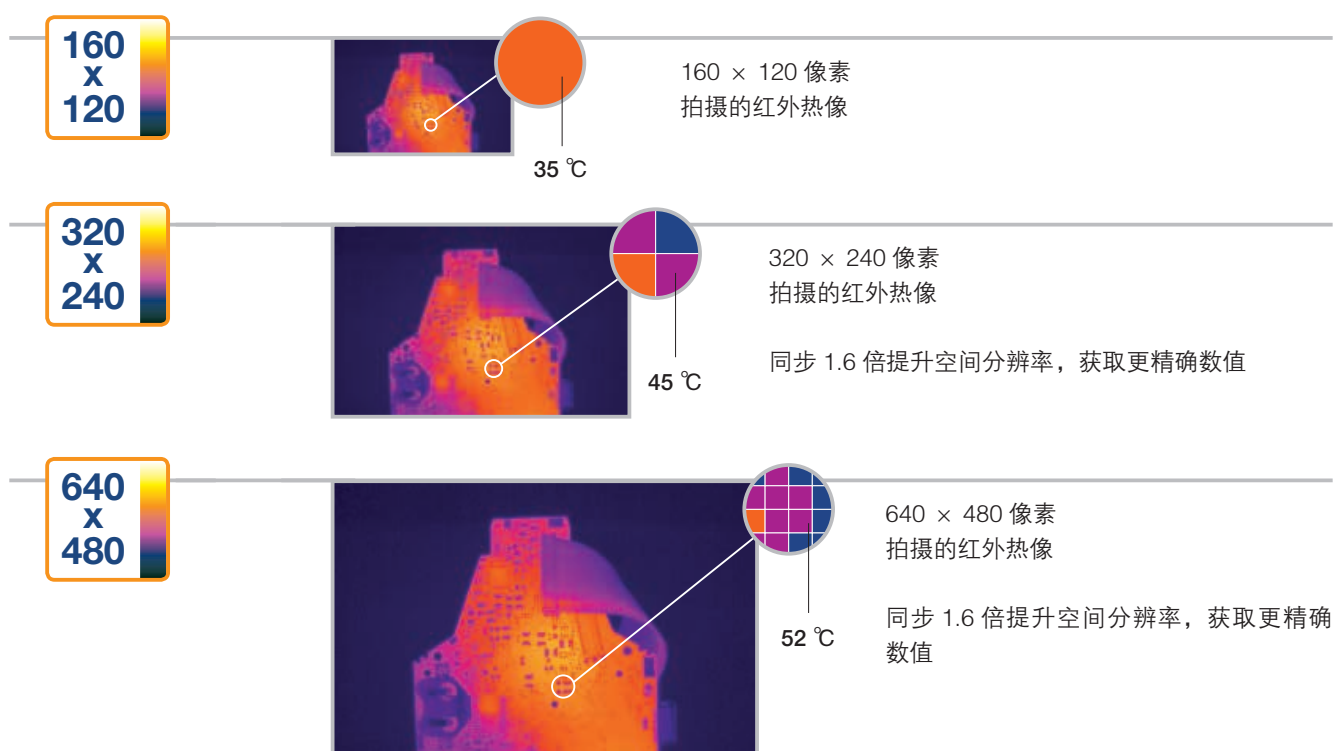 160
x
120
160 × 120 像素
拍摄的红外热像
35 ℃
320
x
240
320 × 240 像素
拍摄的红外热像
同步 1.6 倍提升空间分辨率，获取更精确数值
45 ℃
640
x
480
640 × 480 像素
拍摄的红外热像
同步 1.6 倍提升空间分辨率，获取更精确
数值
52 ℃